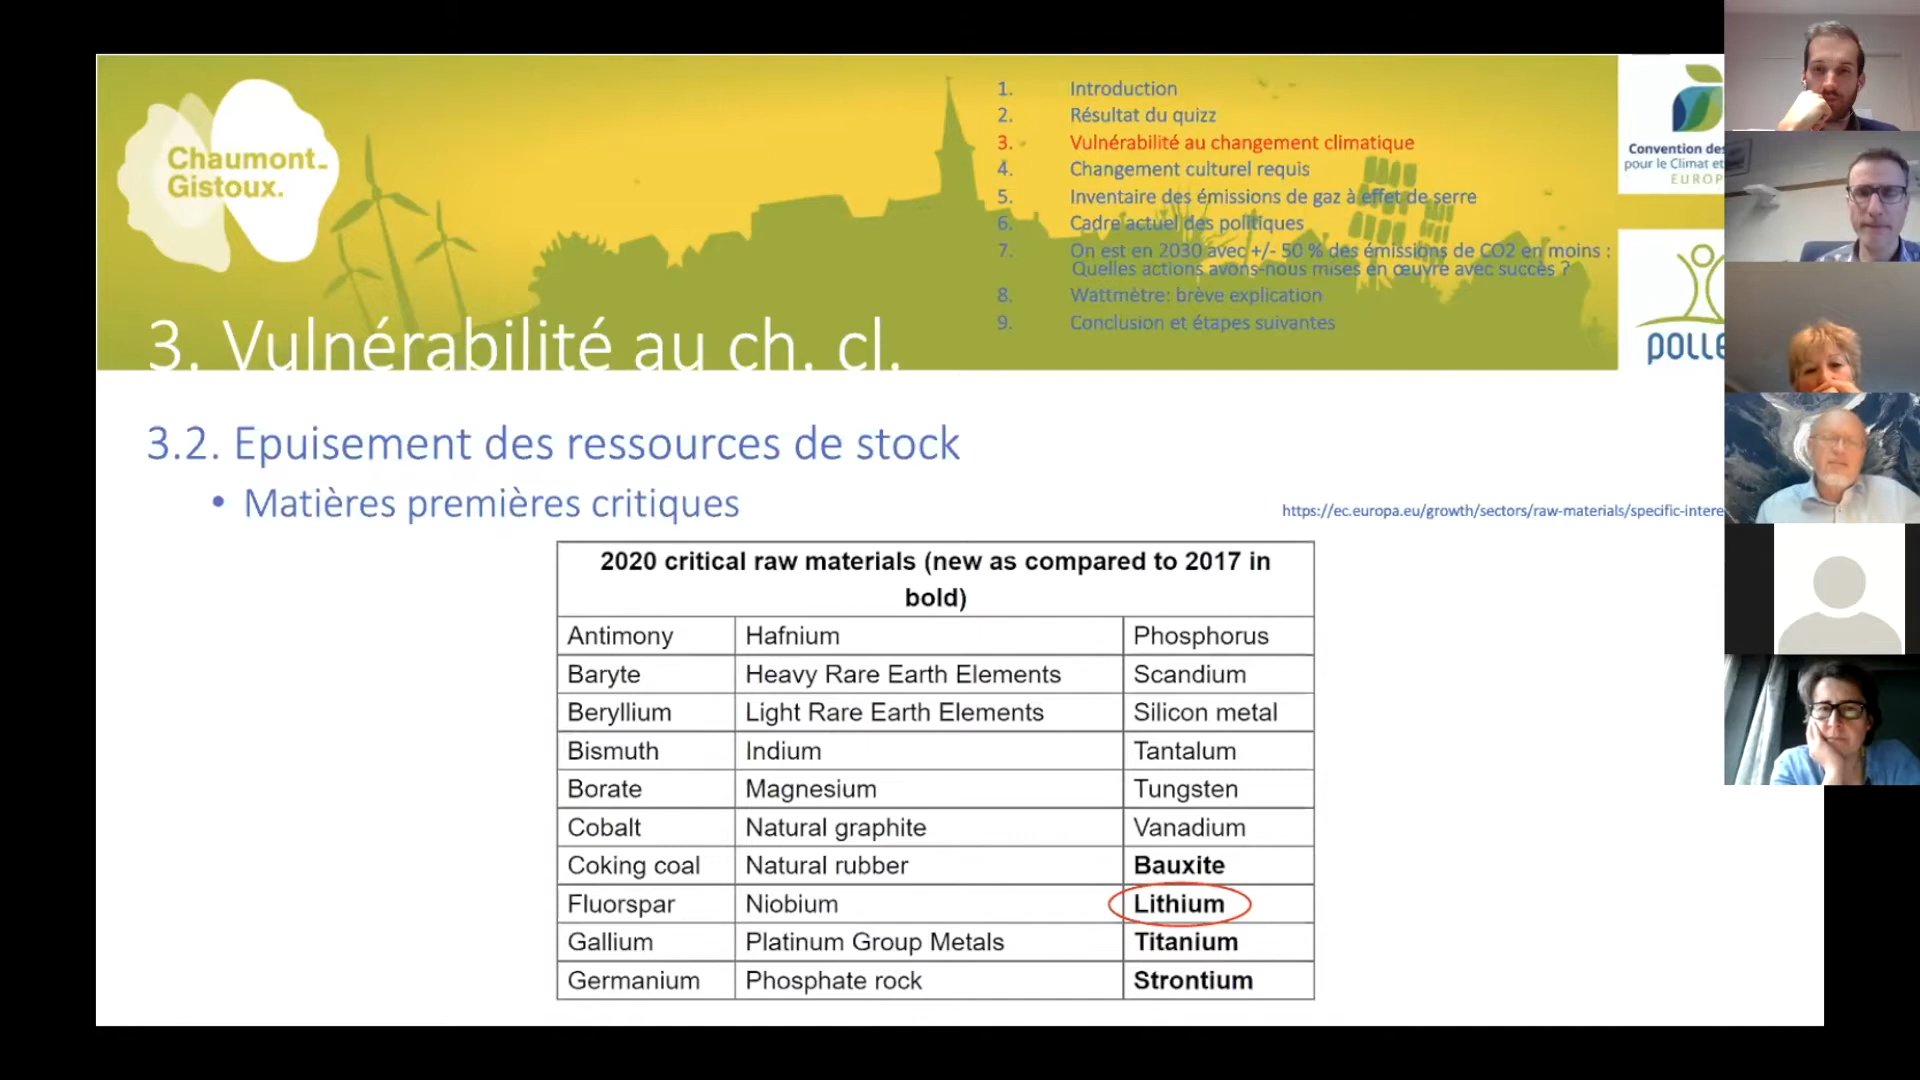 Chaumont_
Gistoux.
1. Introduction
2. Résultat du quizz
3. Vulnérabilité au changement climatique
4. Changement culturel requis
5. Inventaire des émissions de gaz à effet de serre
6. Cadre actuel des politiques
7. On est en 2030 avec +/- 50 % des émissions de CO2 en moins :
Quelles actions avons-nous mises en œuvre avec succès ?
8. Wattmètre: brève explication
9. Conclusion et étapes suivantes
Convention des
pour le Climat et
EUROP
POLLE
3. Vulnérabilité au ch. cl.
3.2. Epuisement des ressources de stock
• Matières premières critiques
https://ec.europa.eu/growth/sectors/raw-materials/specific-intere
2020 critical raw materials (new as compared to 2017 in
bold)
Antimony Hafnium Phosphorus
Baryte Heavy Rare Earth Elements Scandium
Beryllium Light Rare Earth Elements Silicon metal
Bismuth Indium Tantalum
Borate Magnesium Tungsten
Cobalt Natural graphite Vanadium
Coking coal Natural rubber Bauxite
Fluorspar Niobium Lithium
Gallium Platinum Group Metals Titanium
Germanium Phosphate rock Strontium